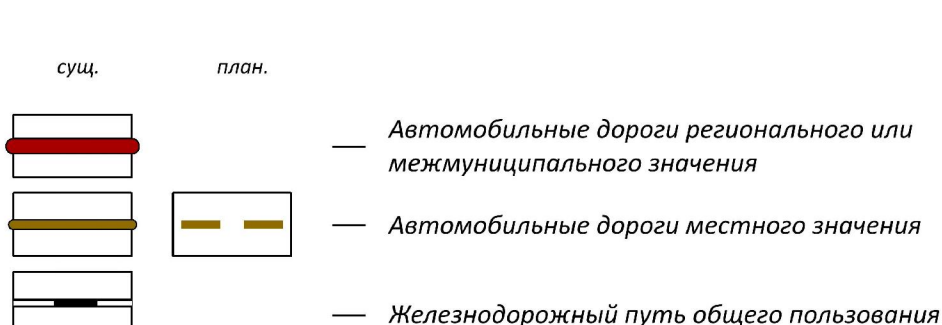 сущ. план.
Автомобильные дороги регионального или
межмуниципального значения
Автомобильные дороги местного значения
Железнодорожный путь общего пользования